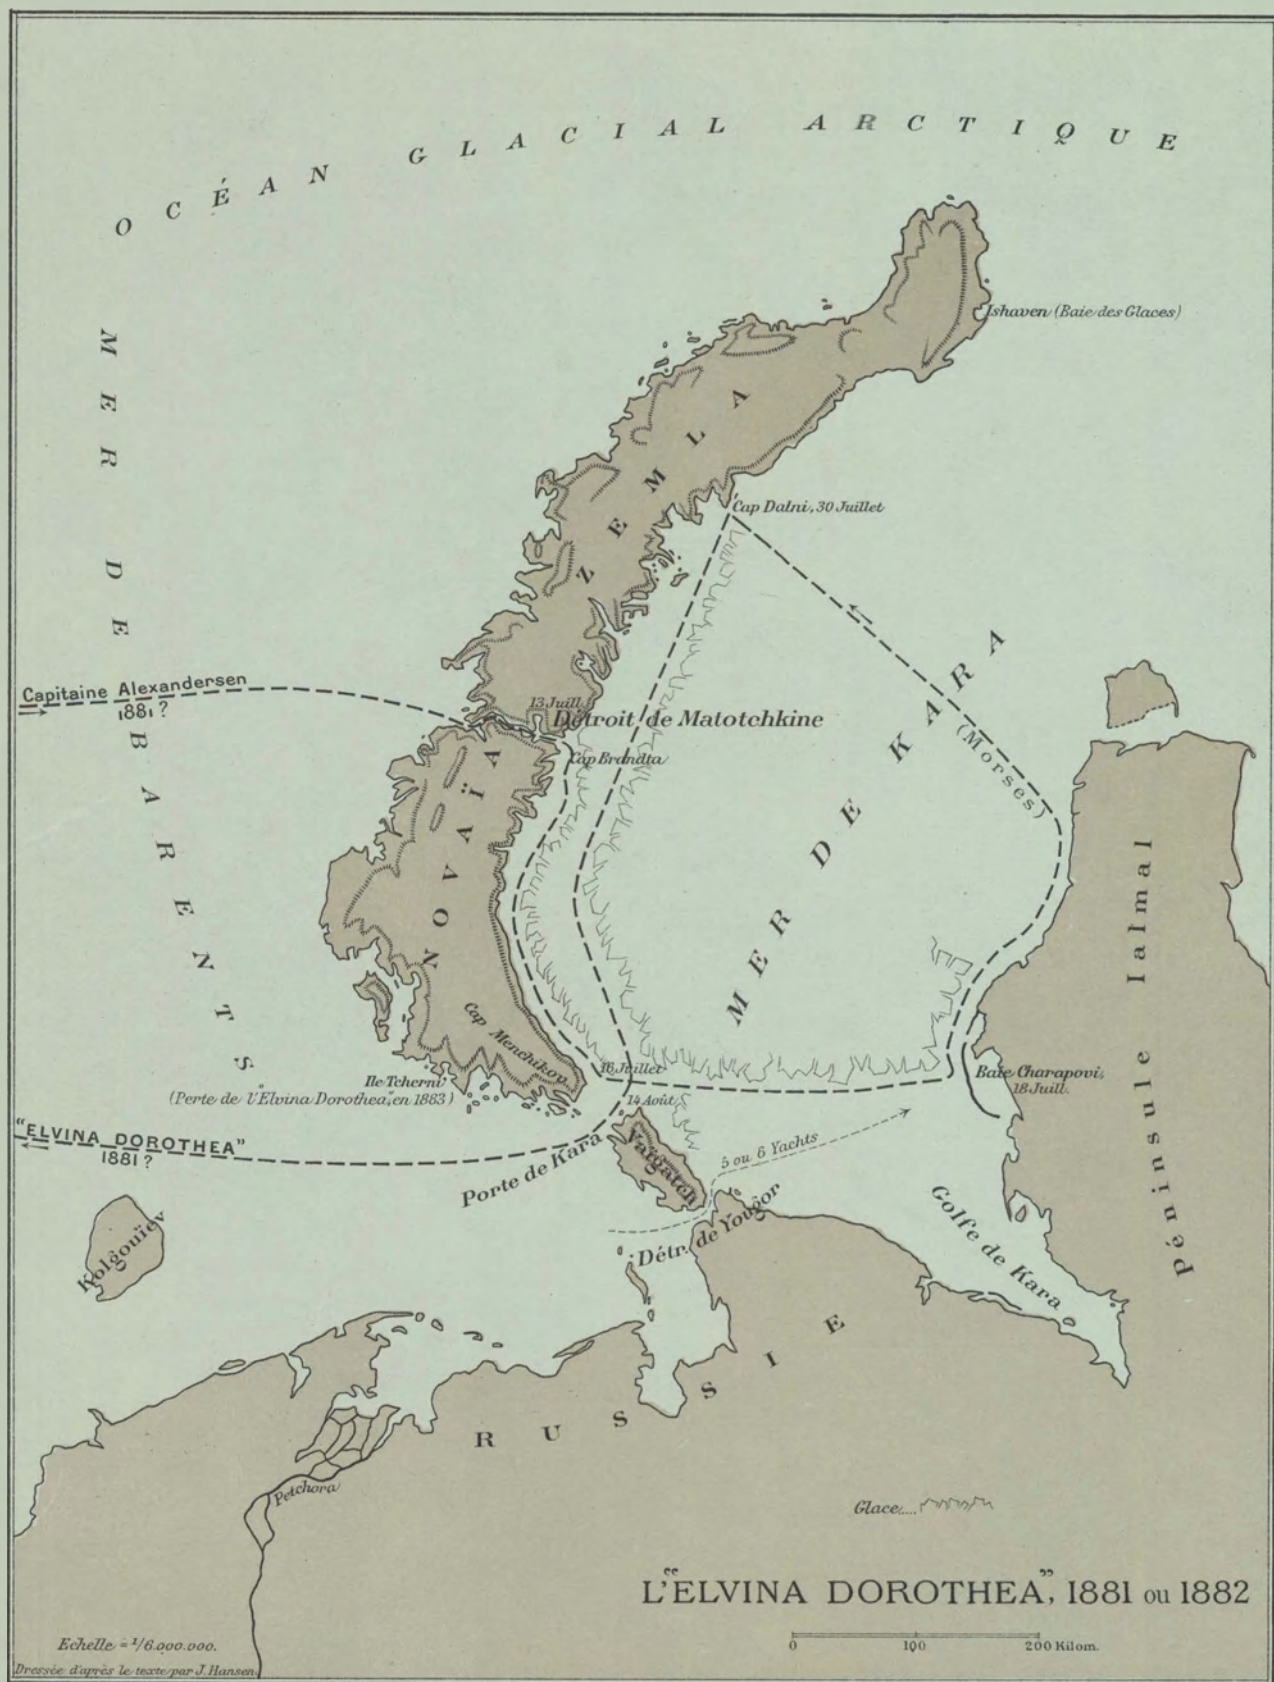 OCÉAN GLACIAL ARCTIQUE
MER DE BARENTS
Ishaven (Baie des Glaces)
NOVAÏA ZEMLA
Cap Dalni, 30 Juillet
MER DE KARA
(Morses)
Capitaine Alexandersen
1881 ?
13 Juill.
Détroit de Matotchkine
Cap Brandta
Péninsule Ialmal
Cap Menchikov
16 Juillet
Ile Tcherni
(Perte de l'"Elvina Dorothea", en 1883)
14 Août
Baie Charapovi,
18 Juill.
"ELVINA DOROTHEA"
1881 ?
Porte de Kara
Vaïgatch
5 ou 6 Yachts
Détr. de Yougor
Golfe de Kara
Kolgouïev
RUSSIE
Petchora
Glace....
L'"ELVINA DOROTHEA", 1881 ou 1882
Echelle = 1/6.000.000.
0 100 200 Kilom.
Dressée d'après le texte par J. Hansen